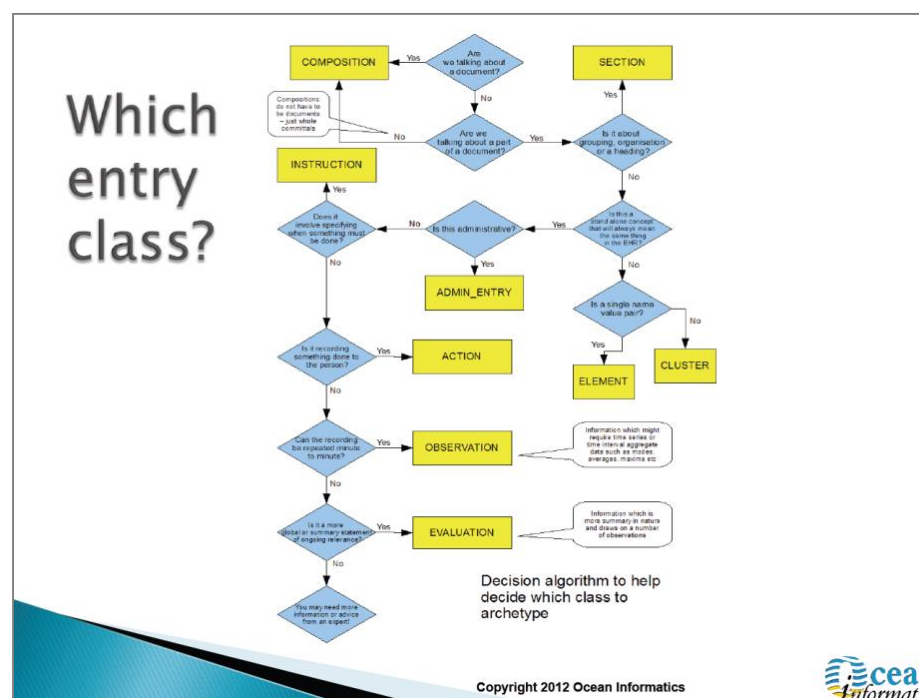 Which
entry
class?
Are
we talking about
a document?
Yes
COMPOSITION
No
Compositions
do not have to
be documents
– just whole
committals
Are we
talking about a part
of a document?
No
Yes
SECTION
Yes
Is it about
grouping, organisation
or a heading?
No
INSTRUCTION
Yes
Does it
involve specifying
when something must
be done?
No
Is this administrative?
Yes
Is this a
stand alone concept
that will always mean
the same thing
in the EHR?
No
Yes
ADMIN_ENTRY
No
Is a single name
value pair?
Yes
No
ELEMENT
CLUSTER
Is it recording
something done to
the person?
Yes
ACTION
No
Can the recording
be repeated minute
to minute?
Yes
OBSERVATION
Information which might
require time series or
time interval aggregate
data such as modes,
averages, maxima etc
No
Is it a more
global or summary statement
of ongoing relevance?
Yes
EVALUATION
Information which is
more summary in nature
and draws on a number
of observations
No
You may need more
information or advice
from an expert!
Decision algorithm to help
decide which class to
archetype
Copyright 2012 Ocean Informatics
Ocea
Informat